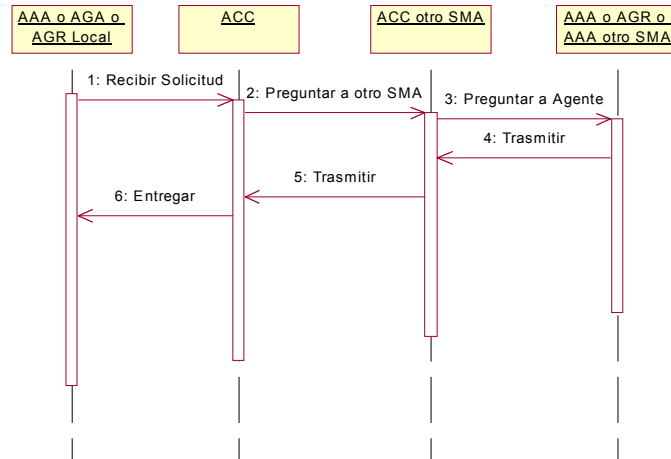 AAA o AGA o
AGR Local
ACC
ACC otro SMA
AAA o AGR o
AAA otro SMA
1: Recibir Solicitud
2: Preguntar a otro SMA
3: Preguntar a Agente
4: Trasmitir
5: Trasmitir
6: Entregar